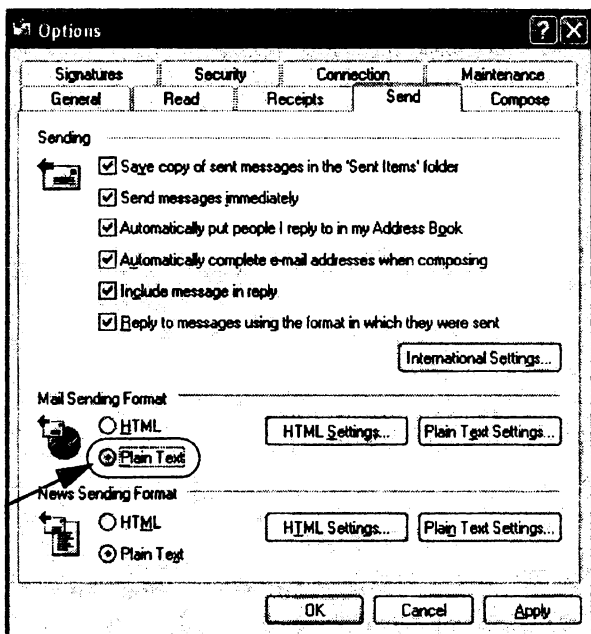 Options
Signatures Security Connection Maintenance
General Read Receipts Send Compose
Sending
Save copy of sent messages in the 'Sent Items' folder
Send messages immediately
Automatically put people I reply to in my Address Book
Automatically complete e-mail addresses when composing
Include message in reply
Reply to messages using the format in which they were sent
International Settings...
Mail Sending Format
HTML HTML Settings... Plain Text Settings...
Plain Text
News Sending Format
HTML HTML Settings... Plain Text Settings...
Plain Text
OK Cancel Apply